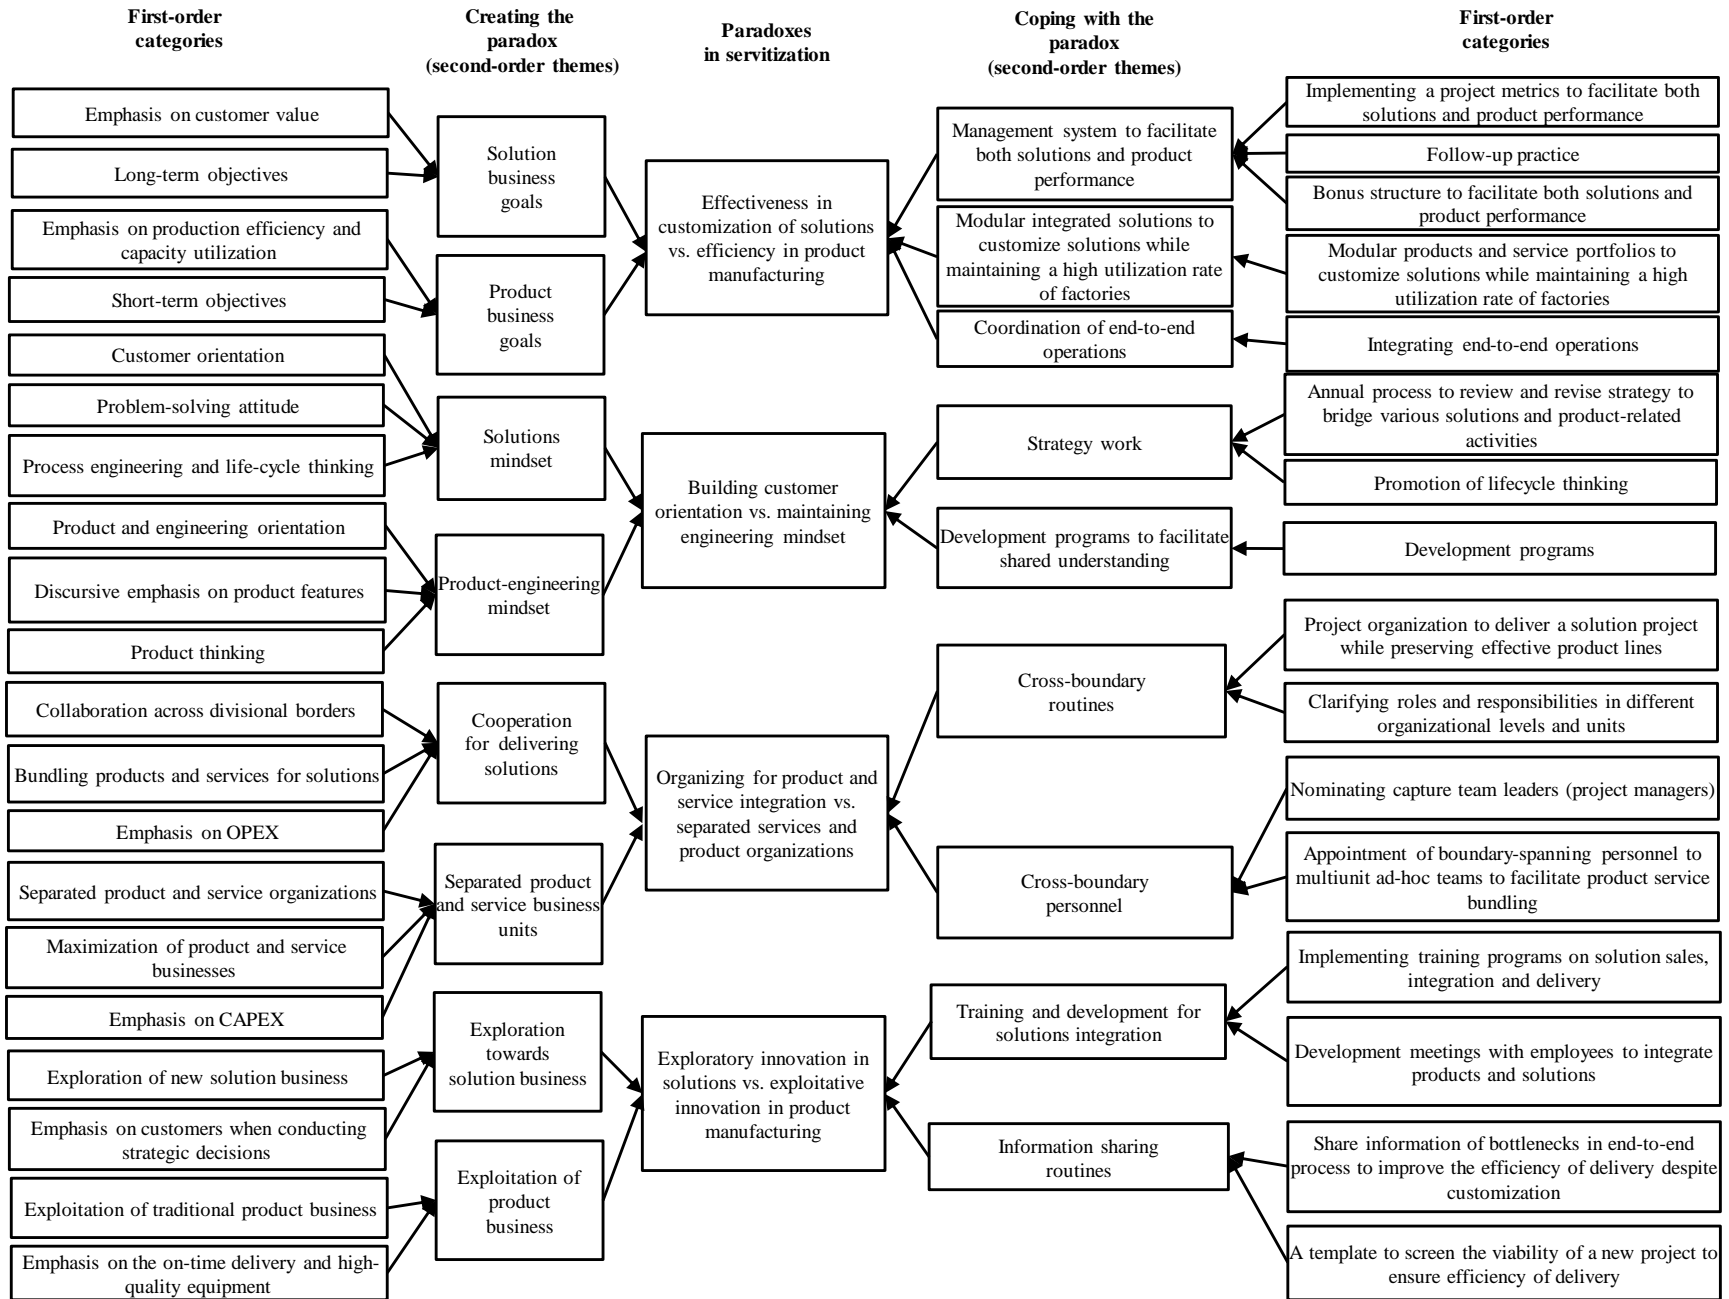 First-order
categories
Creating the
paradox
(second-order themes)
Paradoxes
in servitization
Coping with the
paradox
(second-order themes)
First-order
categories
Emphasis on customer value
Long-term objectives
Emphasis on production efficiency and
capacity utilization
Short-term objectives
Customer orientation
Problem-solving attitude
Process engineering and life-cycle thinking
Product and engineering orientation
Discursive emphasis on product features
Product thinking
Collaboration across divisional borders
Bundling products and services for solutions
Emphasis on OPEX
Separated product and service organizations
Maximization of product and service
businesses
Emphasis on CAPEX
Exploration of new solution business
Emphasis on customers when conducting
strategic decisions
Exploitation of traditional product business
Emphasis on the on-time delivery and high-
quality equipment
Solution
business
goals
Product
business
goals
Solutions
mindset
Product-engineering
mindset
Cooperation
for delivering
solutions
Separated product
and service business
units
Exploration
towards
solution business
Exploitation of
product
business
Effectiveness in
customization of solutions
vs. efficiency in product
manufacturing
Building customer
orientation vs. maintaining
engineering mindset
Organizing for product and
service integration vs.
separated services and
product organizations
Exploratory innovation in
solutions vs. exploitative
innovation in product
manufacturing
Management system to facilitate
both solutions and product
performance
Modular integrated solutions to
customize solutions while
maintaining a high utilization rate
of factories
Coordination of end-to-end
operations
Strategy work
Development programs to facilitate
shared understanding
Cross-boundary
routines
Cross-boundary
personnel
Training and development for
solutions integration
Information sharing
routines
Implementing a project metrics to facilitate both
solutions and product performance
Follow-up practice
Bonus structure to facilitate both solutions and
product performance
Modular products and service portfolios to
customize solutions while maintaining a high
utilization rate of factories
Integrating end-to-end operations
Annual process to review and revise strategy to
bridge various solutions and product-related
activities
Promotion of lifecycle thinking
Development programs
Project organization to deliver a solution project
while preserving effective product lines
Clarifying roles and responsibilities in different
organizational levels and units
Nominating capture team leaders (project managers)
Appointment of boundary-spanning personnel to
multiunit ad-hoc teams to facilitate product service
bundling
Implementing training programs on solution sales,
integration and delivery
Development meetings with employees to integrate
products and solutions
Share information of bottlenecks in end-to-end
process to improve the efficiency of delivery despite
customization
A template to screen the viability of a new project to
ensure efficiency of delivery